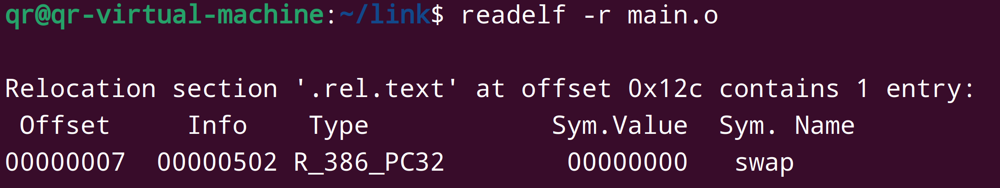 qr@qr-virtual-machine:~/link$ readelf -r main.o
Relocation section '.rel.text' at offset 0x12c contains 1 entry:
Offset Info Type Sym.Value Sym. Name
00000007 00000502 R_386_PC32 00000000 swap